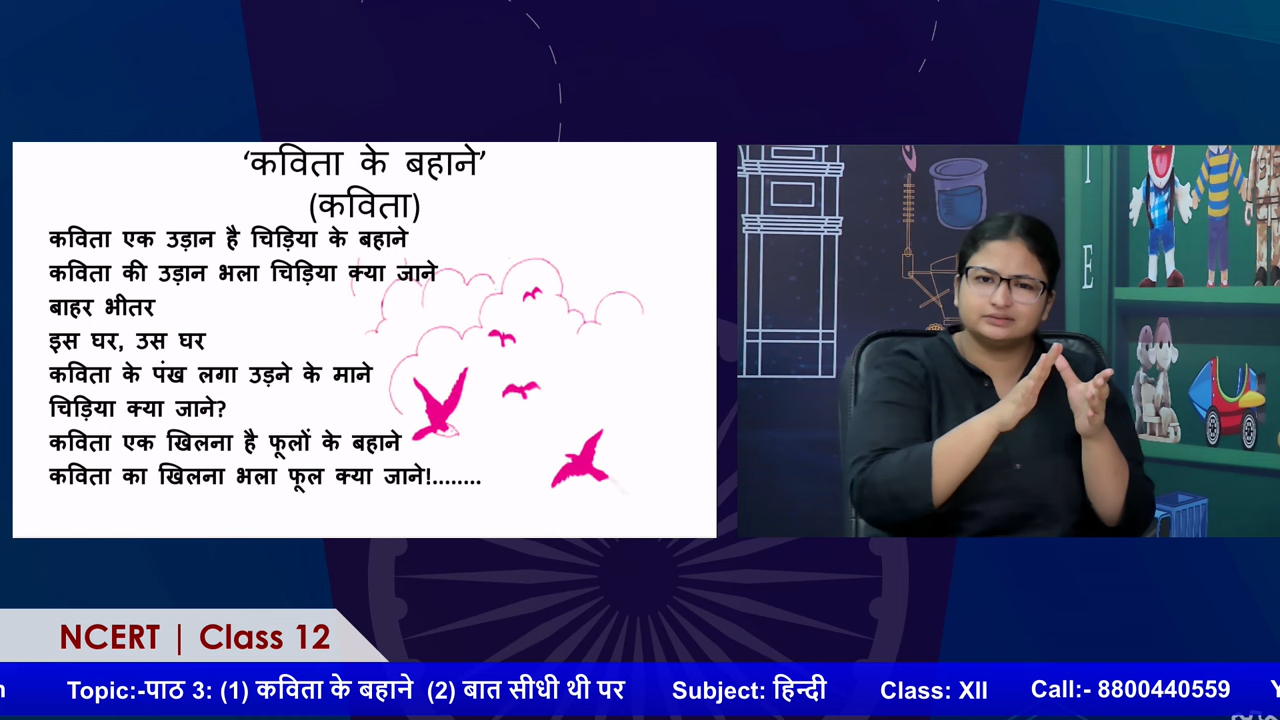 ‘कविता के बहाने’
(कविता)
कविता एक उड़ान है चिड़िया के बहाने
कविता की उड़ान भला चिड़िया क्या जाने
बाहर भीतर
इस घर, उस घर
कविता के पंख लगा उड़ने के माने
चिड़िया क्या जाने?
कविता एक खिलना है फूलों के बहाने
कविता का खिलना भला फूल क्या जाने!........
I
E
NCERT | Class 12
Topic:-पाठ 3: (1) कविता के बहाने (2) बात सीधी थी पर Subject: हिन्दी Class: XII Call:- 8800440559